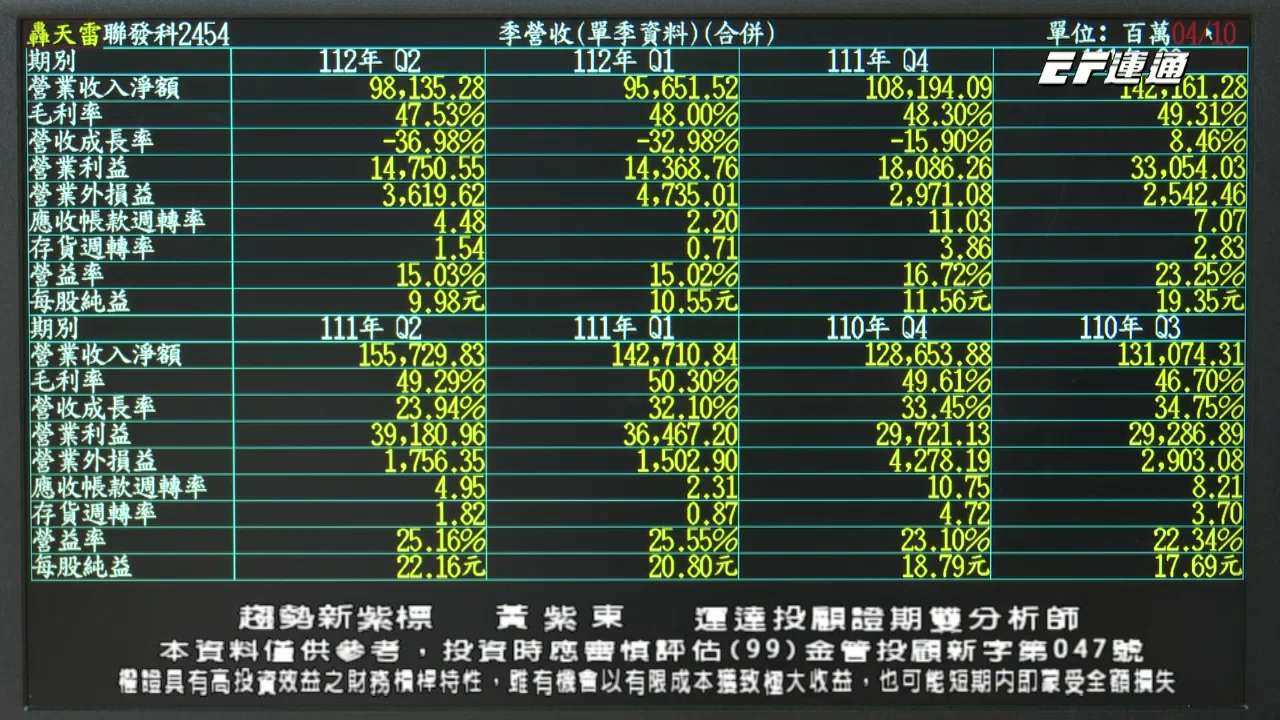 轟天雷聯發科2454 季營收(單季資料)(合併) 單位: 百萬 04/10
EF運通
期別 112年 Q2 112年 Q1 111年 Q4
營業收入淨額 98,135.28 95,651.52 108,194.09 142,161.28
毛利率 47.53% 48.00% 48.30% 49.31%
營收成長率 -36.98% -32.98% -15.90% 8.46%
營業利益 14,750.55 14,368.76 18,086.26 33,054.03
營業外損益 3,619.62 4,735.01 2,971.08 2,542.46
應收帳款週轉率 4.48 2.20 11.03 7.07
存貨週轉率 1.54 0.71 3.86 2.83
營益率 15.03% 15.02% 16.72% 23.25%
每股純益 9.98元 10.55元 11.56元 19.35元
期別 111年 Q2 111年 Q1 110年 Q4 110年 Q3
營業收入淨額 155,729.83 142,710.84 128,653.88 131,074.31
毛利率 49.29% 50.30% 49.61% 46.70%
營收成長率 23.94% 32.10% 33.45% 34.75%
營業利益 39,180.96 36,467.20 29,721.13 29,286.89
營業外損益 1,756.35 1,502.90 4,278.19 2,903.08
應收帳款週轉率 4.95 2.31 10.75 8.21
存貨週轉率 1.82 0.87 4.72 3.70
營益率 25.16% 25.55% 23.10% 22.34%
每股純益 22.16元 20.80元 18.79元 17.69元
趨勢新紫標 黃紫東 運達投顧證期雙分析師
本資料僅供參考，投資時應審慎評估(99)金管投顧新字第047號
權證具有高投資效益之財務槓桿特性，雖有機會以有限成本獲致極大收益，也可能短期內即蒙受全額損失